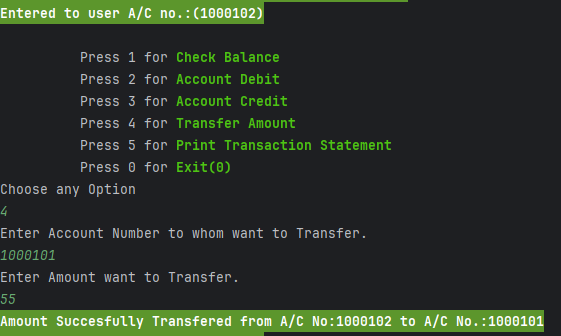 Entered to user A/C no.:(1000102)
Press 1 for Check Balance
Press 2 for Account Debit
Press 3 for Account Credit
Press 4 for Transfer Amount
Press 5 for Print Transaction Statement
Press 0 for Exit(0)
Choose any Option
4
Enter Account Number to whom want to Transfer.
1000101
Enter Amount want to Transfer.
55
Amount Succesfully Transfered from A/C No:1000102 to A/C No.:1000101